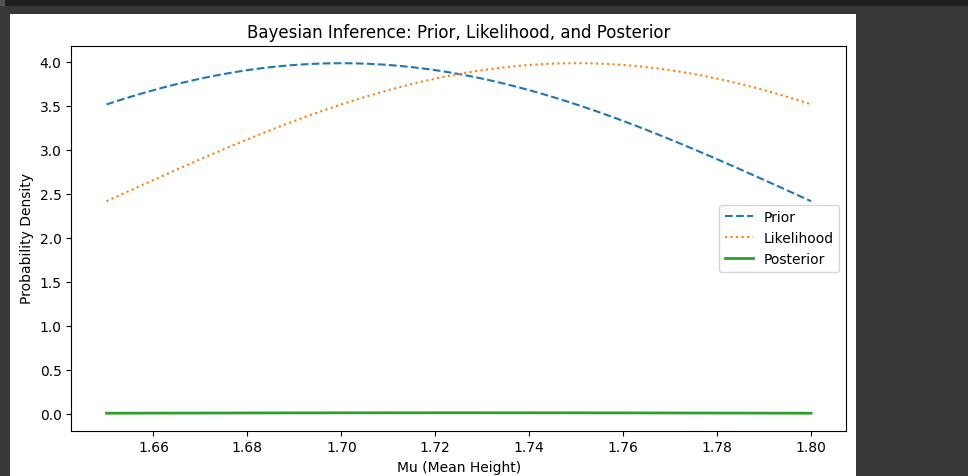 Bayesian Inference: Prior, Likelihood, and Posterior
Probability Density
4.0
3.5
3.0
2.5
2.0
1.5
1.0
0.5
0.0
Prior
Likelihood
Posterior
1.66 1.68 1.70 1.72 1.74 1.76 1.78 1.80
Mu (Mean Height)